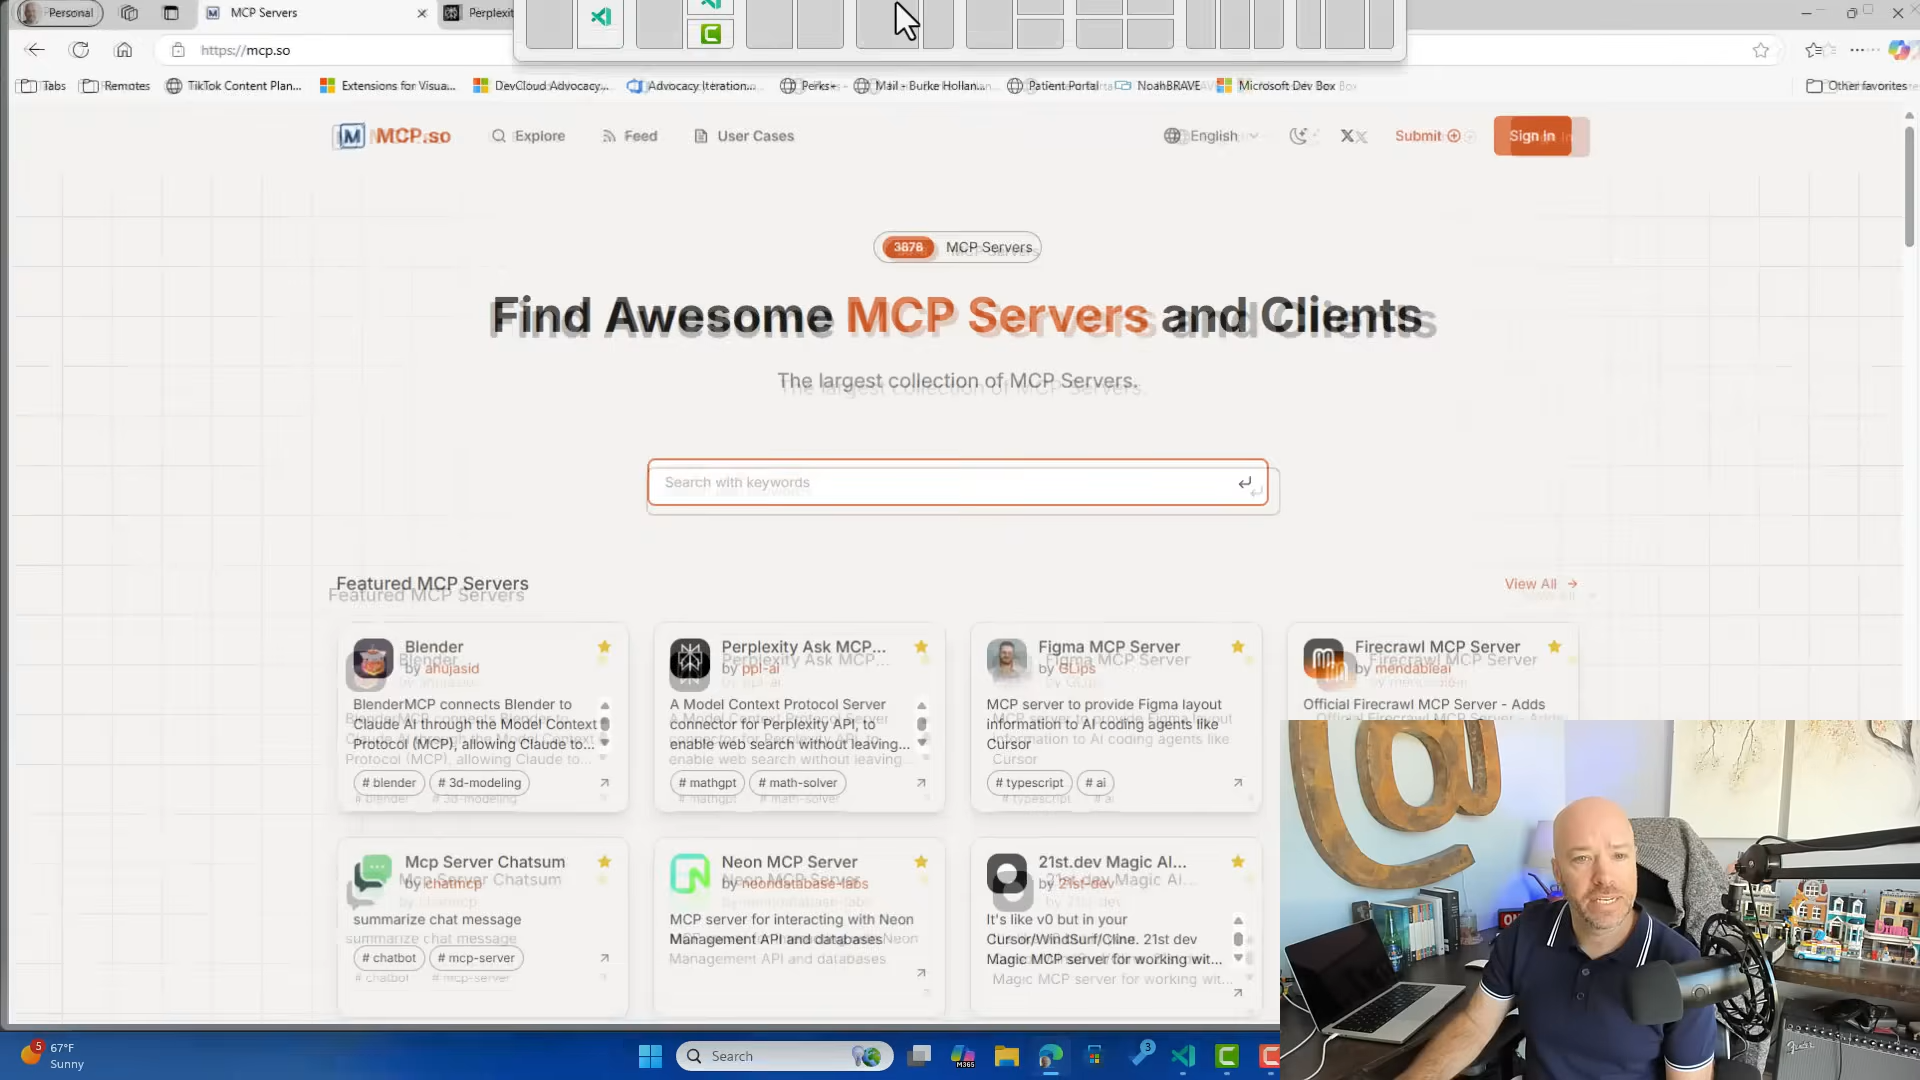 Personal
MCP Servers
Perplexit
https://mcp.so
Tabs
Remotes
TikTok Content Plan...
Extensions for Visua...
DevCloud Advocacy...
Advocacy Iteration...
Perks+
Mail - Burke Hollan...
Patient Portal
NoahBRAVE
Microsoft Dev Box
Other favorites
MCP.so
Explore
Feed
User Cases
English
Submit
Sign In
3876 MCP Servers
Find Awesome MCP Servers and Clients
The largest collection of MCP Servers.
Search with keywords
Featured MCP Servers
View All
Blender
by ahujasid
BlenderMCP connects Blender to
Claude AI through the Model Context
Protocol (MCP), allowing Claude to...
# blender
# 3d-modeling
Perplexity Ask MCP...
by ppl-ai
A Model Context Protocol Server
connector for Perplexity API, to
enable web search without leaving...
# mathgpt
# math-solver
Figma MCP Server
by GLips
MCP server to provide Figma layout
information to AI coding agents like
Cursor
# typescript
# ai
Firecrawl MCP Server
by mendableai
Official Firecrawl MCP Server - Adds
Mcp Server Chatsum
by chatmcp
summarize chat message
# chatbot
# mcp-server
Neon MCP Server
by neondatabase-labs
MCP server for interacting with Neon
Management API and databases
21st.dev Magic AI...
by 21st-dev
It's like v0 but in your
Cursor/WindSurf/Cline. 21st dev
Magic MCP server for working wit...
@
5
67°F
Sunny
Search
M365
3
Fender